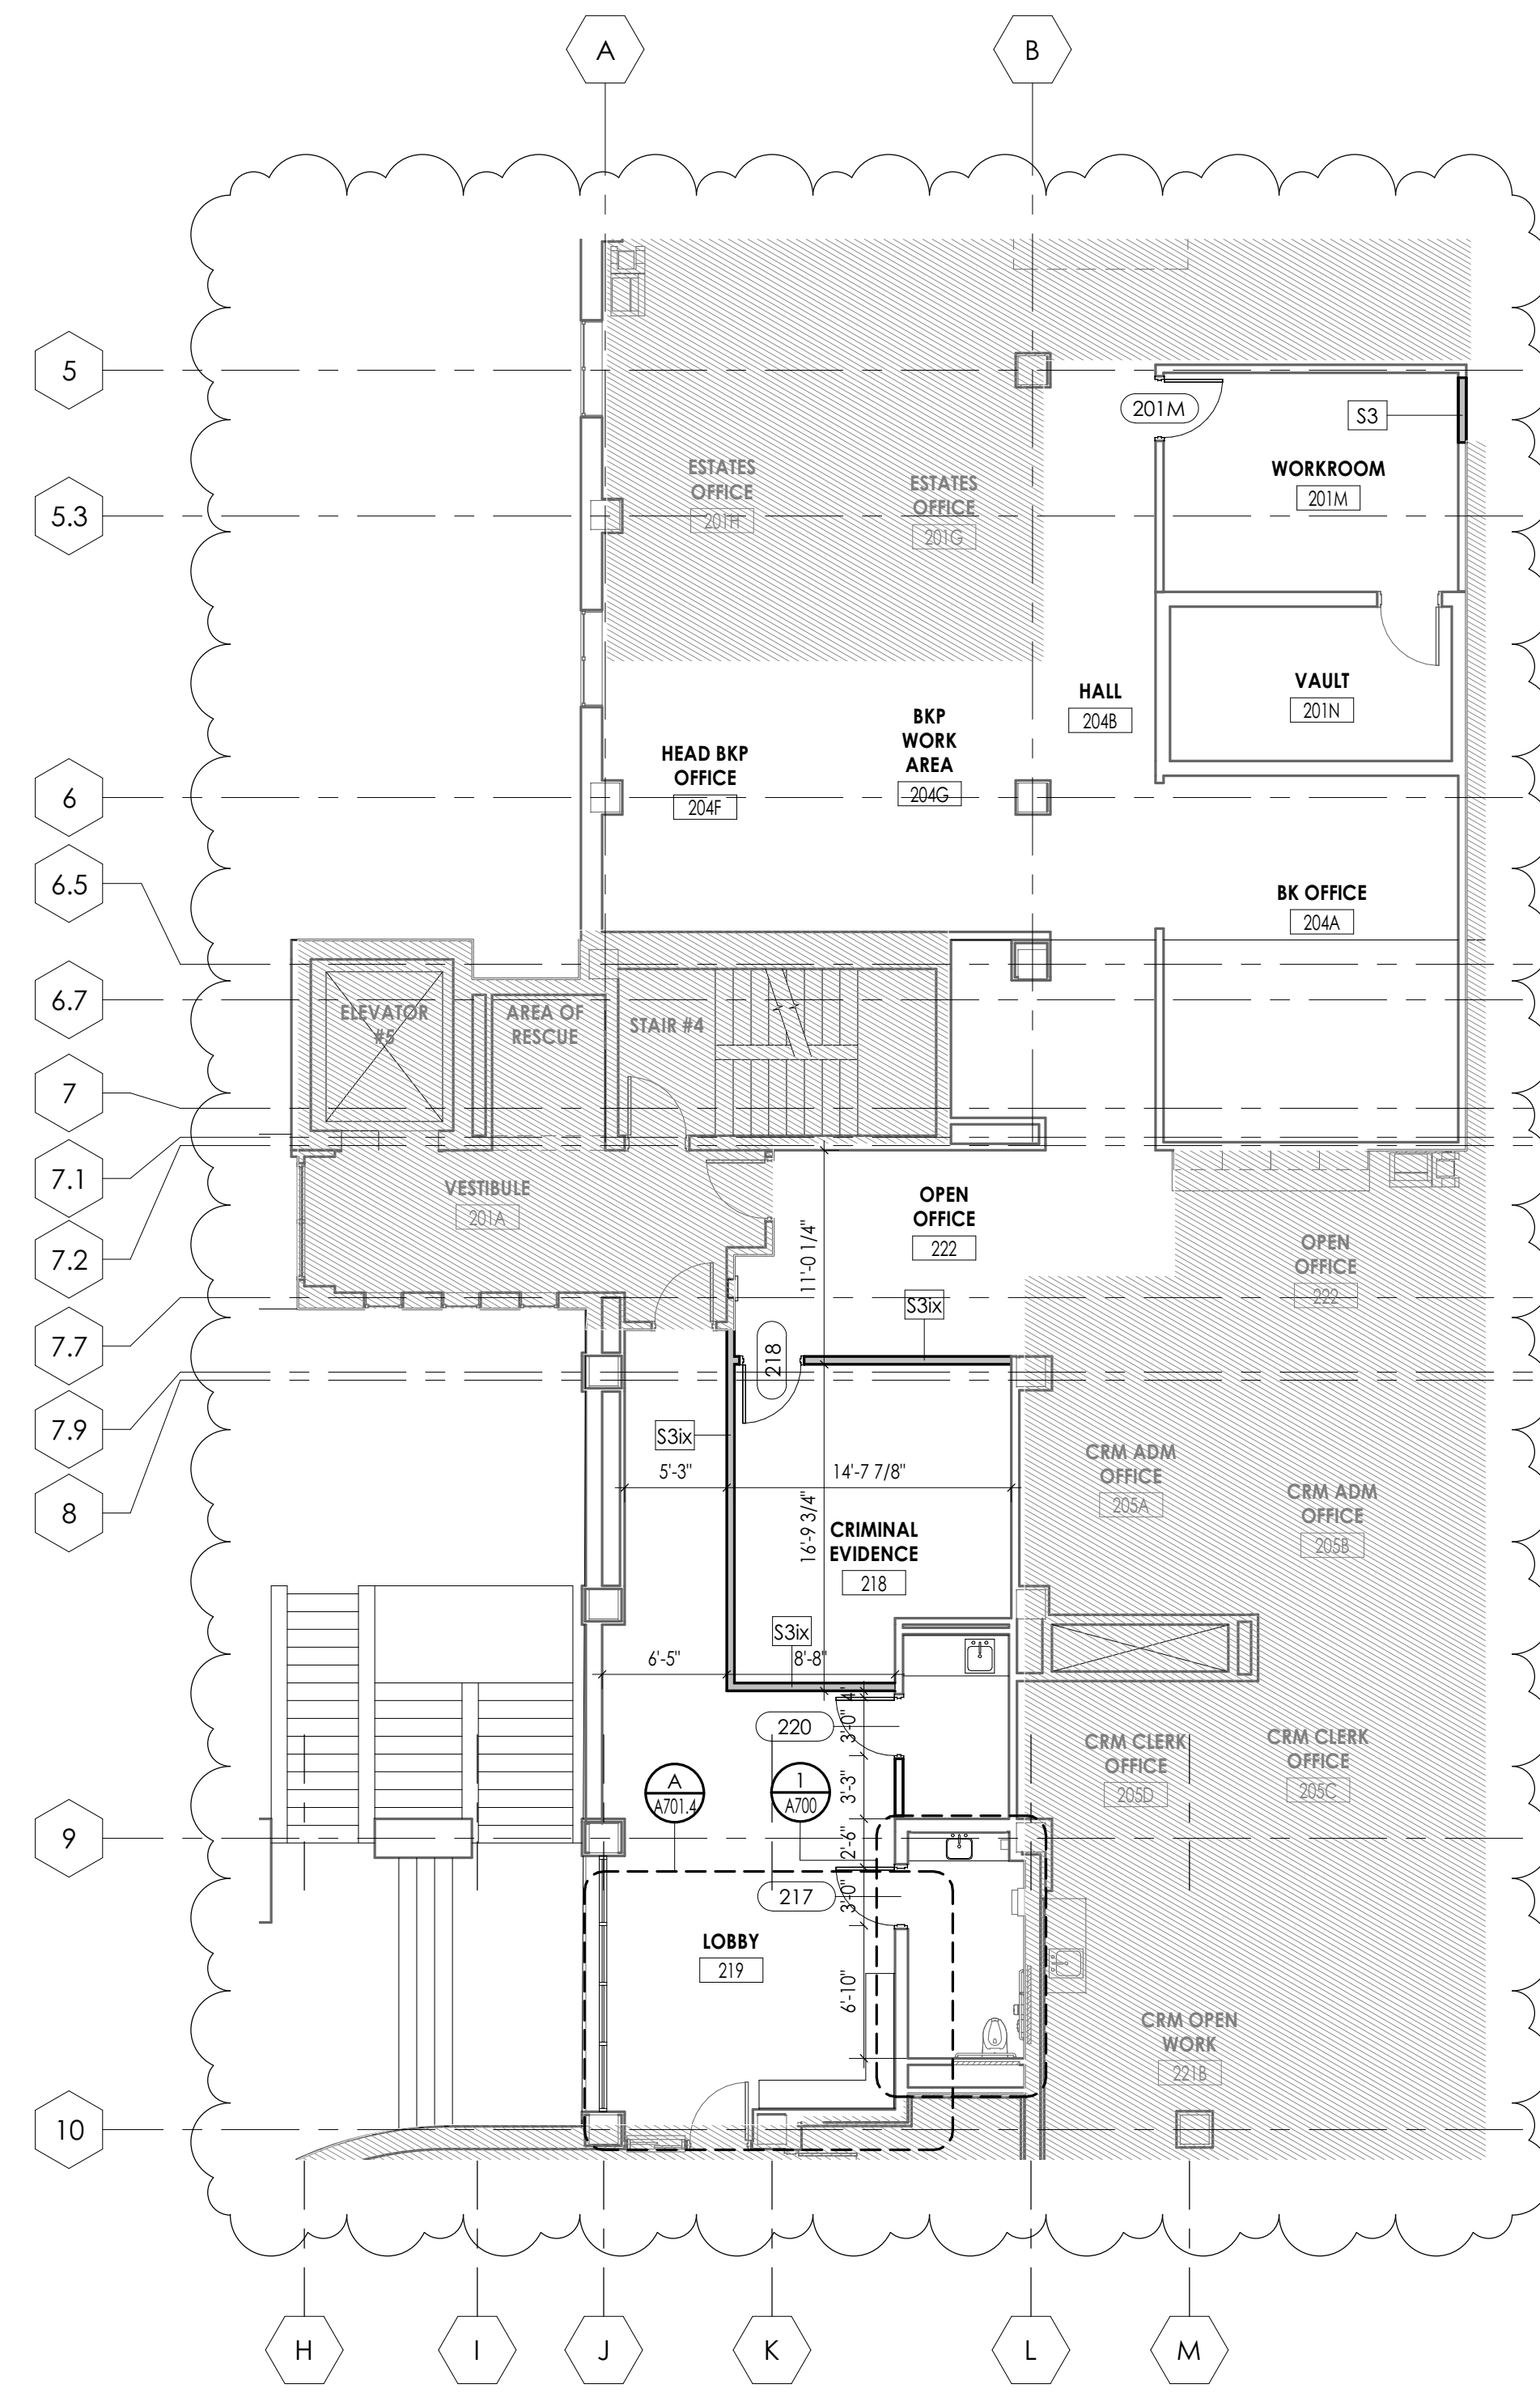 A
B
5
201M
S3
WORKROOM
201M
ESTATES
OFFICE
201H
ESTATES
OFFICE
201G
5.3
VAULT
201N
HALL
204B
BKP
WORK
AREA
204G
HEAD BKP
OFFICE
204F
6
6.5
BK OFFICE
204A
6.7
ELEVATOR
#5
AREA OF
RESCUE
STAIR #4
7
7.1
VESTIBULE
201A
OPEN
OFFICE
222
7.2
11'-0 1/4"
OPEN
OFFICE
222
7.7
S3ix
218
7.9
S3ix
5'-3"
14'-7 7/8"
8
16'-9 3/4"
CRIMINAL
EVIDENCE
218
CRM ADM
OFFICE
205A
CRM ADM
OFFICE
205B
S3ix
6'-5"
8'-8"
4"
220
3'-0"
CRM CLERK
OFFICE
205D
CRM CLERK
OFFICE
205C
A
A701.4
1
A700
3'-3"
9
2'-6"
217
3'-0"
LOBBY
219
6'-10"
CRM OPEN
WORK
221B
10
H
I
J
K
L
M